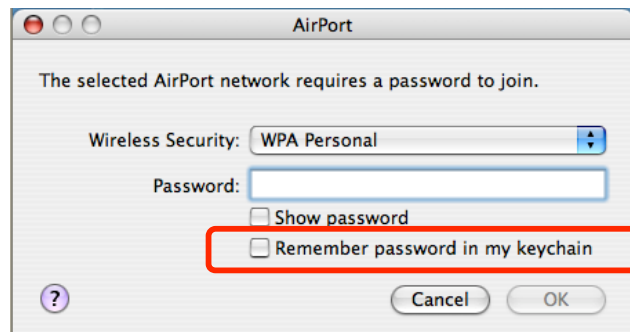 AirPort
The selected AirPort network requires a password to join.
Wireless Security: WPA Personal
Password:
Show password
Remember password in my keychain
? Cancel OK